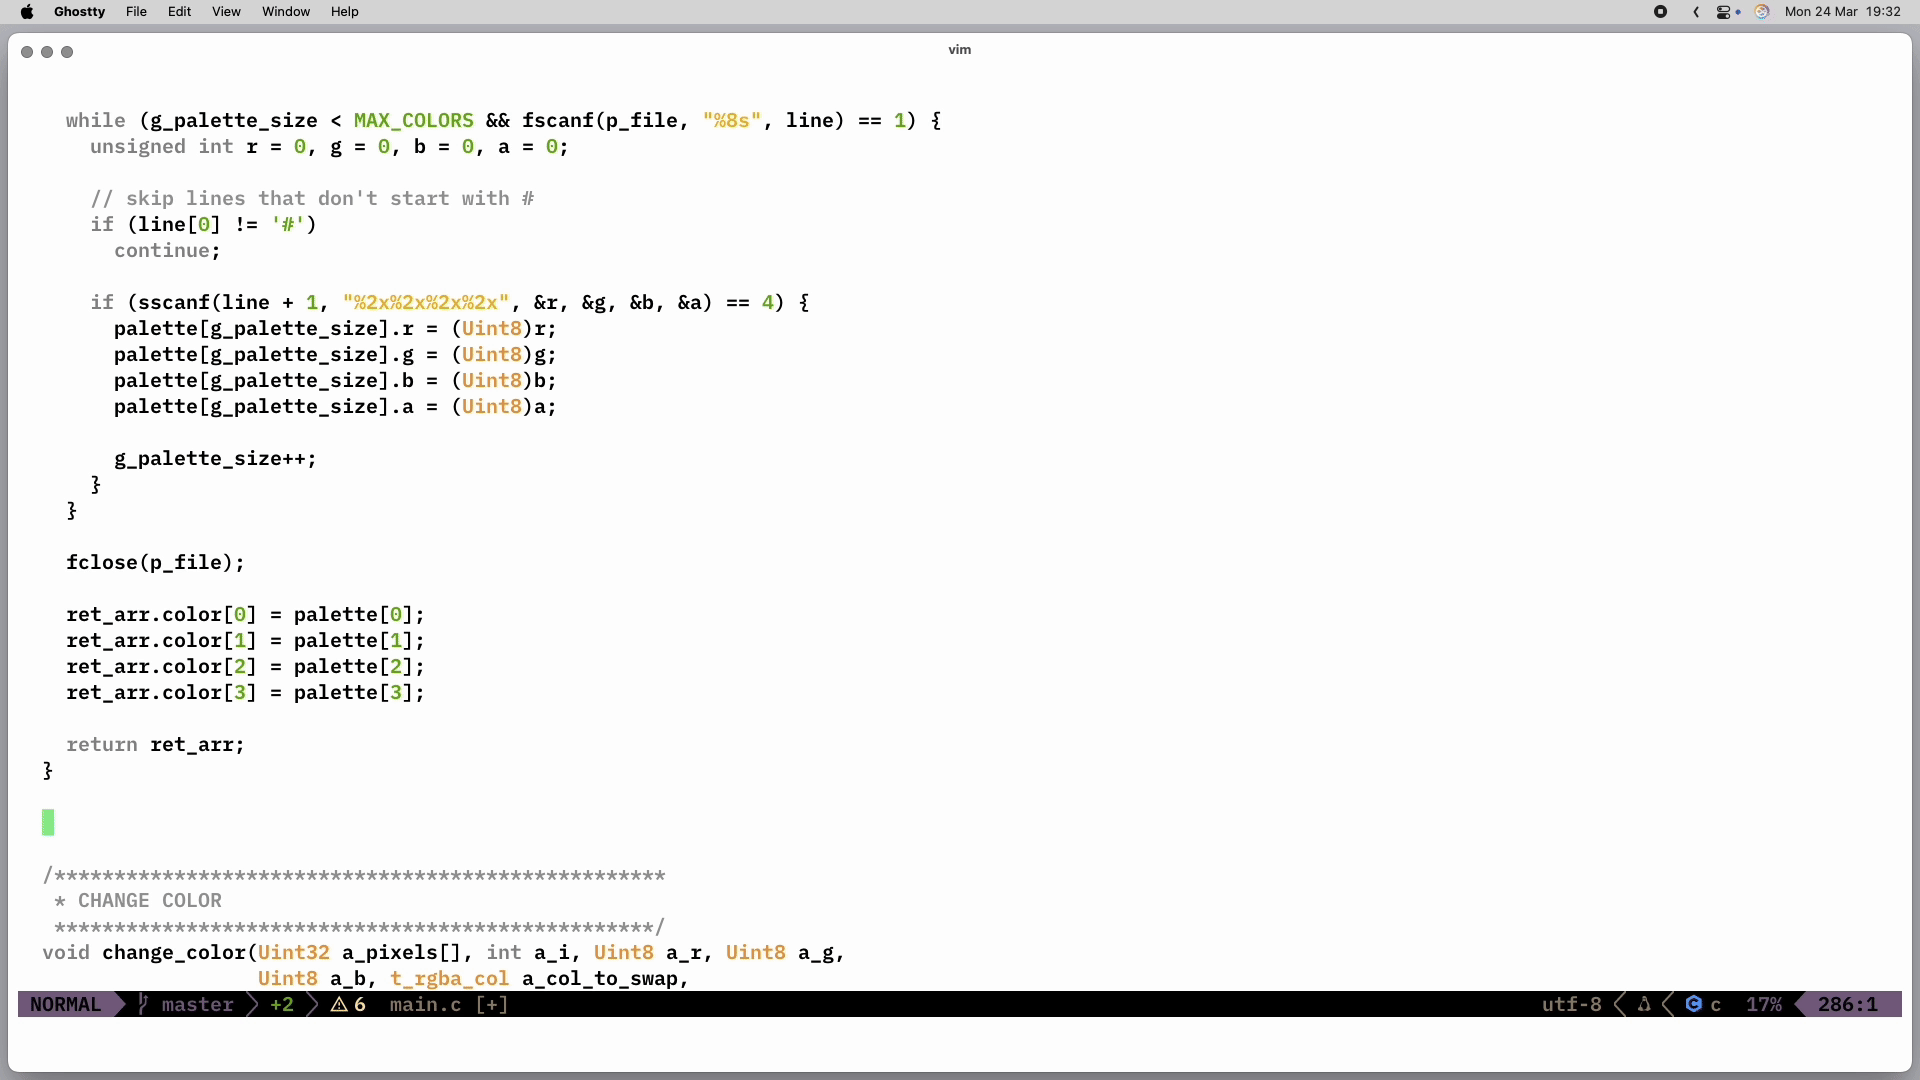 Ghostty File Edit View Window Help Mon 24 Mar 19:32
vim
while (g_palette_size < MAX_COLORS && fscanf(p_file, "%8s", line) == 1) {
unsigned int r = 0, g = 0, b = 0, a = 0;
// skip lines that don't start with #
if (line[0] != '#')
continue;
if (sscanf(line + 1, "%2x%2x%2x%2x", &r, &g, &b, &a) == 4) {
palette[g_palette_size].r = (Uint8)r;
palette[g_palette_size].g = (Uint8)g;
palette[g_palette_size].b = (Uint8)b;
palette[g_palette_size].a = (Uint8)a;
g_palette_size++;
}
}
fclose(p_file);
ret_arr.color[0] = palette[0];
ret_arr.color[1] = palette[1];
ret_arr.color[2] = palette[2];
ret_arr.color[3] = palette[3];
return ret_arr;
}
/***************************************************
* CHANGE COLOR
**************************************************/
void change_color(Uint32 a_pixels[], int a_i, Uint8 a_r, Uint8 a_g,
Uint8 a_b, t_rgba_col a_col_to_swap,
NORMAL master +2 ⚠ 6 main.c [+] utf-8 c 17% 286:1